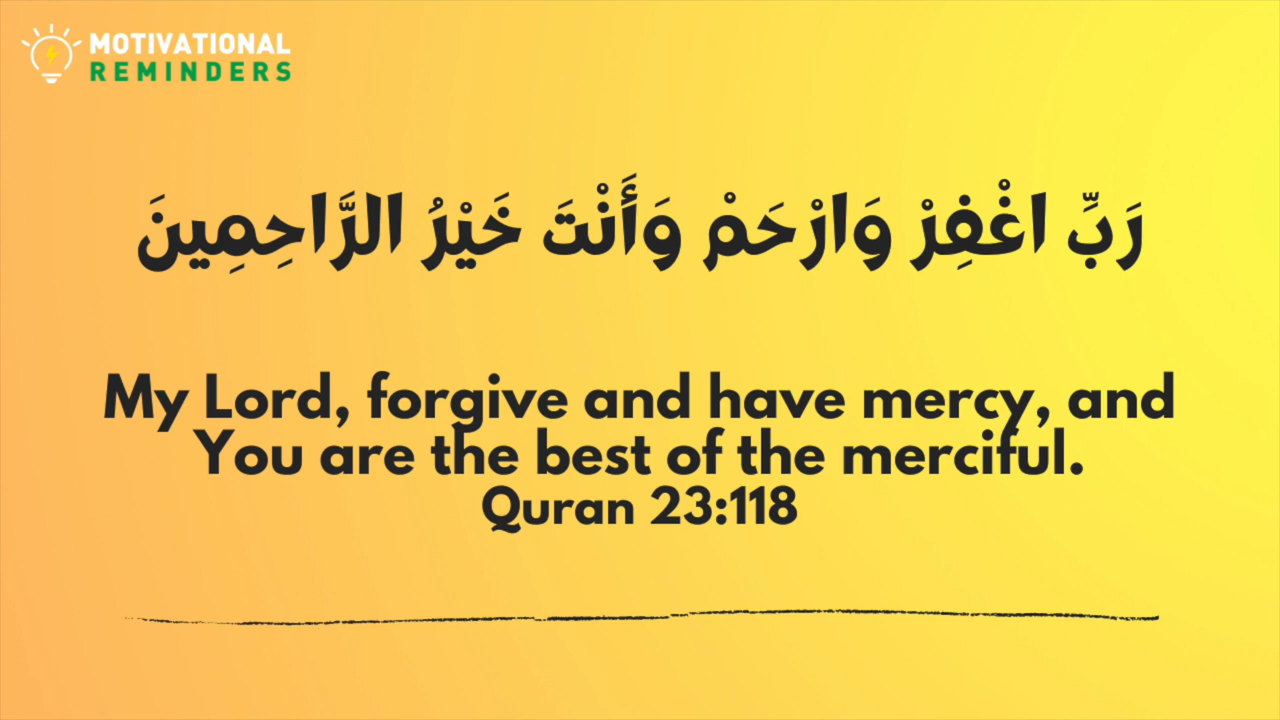 MOTIVATIONAL
REMINDERS
رَبِّ اغْفِرْ وَارْحَمْ وَأَنْتَ خَيْرُ الرَّاحِمِينَ
My Lord, forgive and have mercy, and
You are the best of the merciful.
Quran 23:118